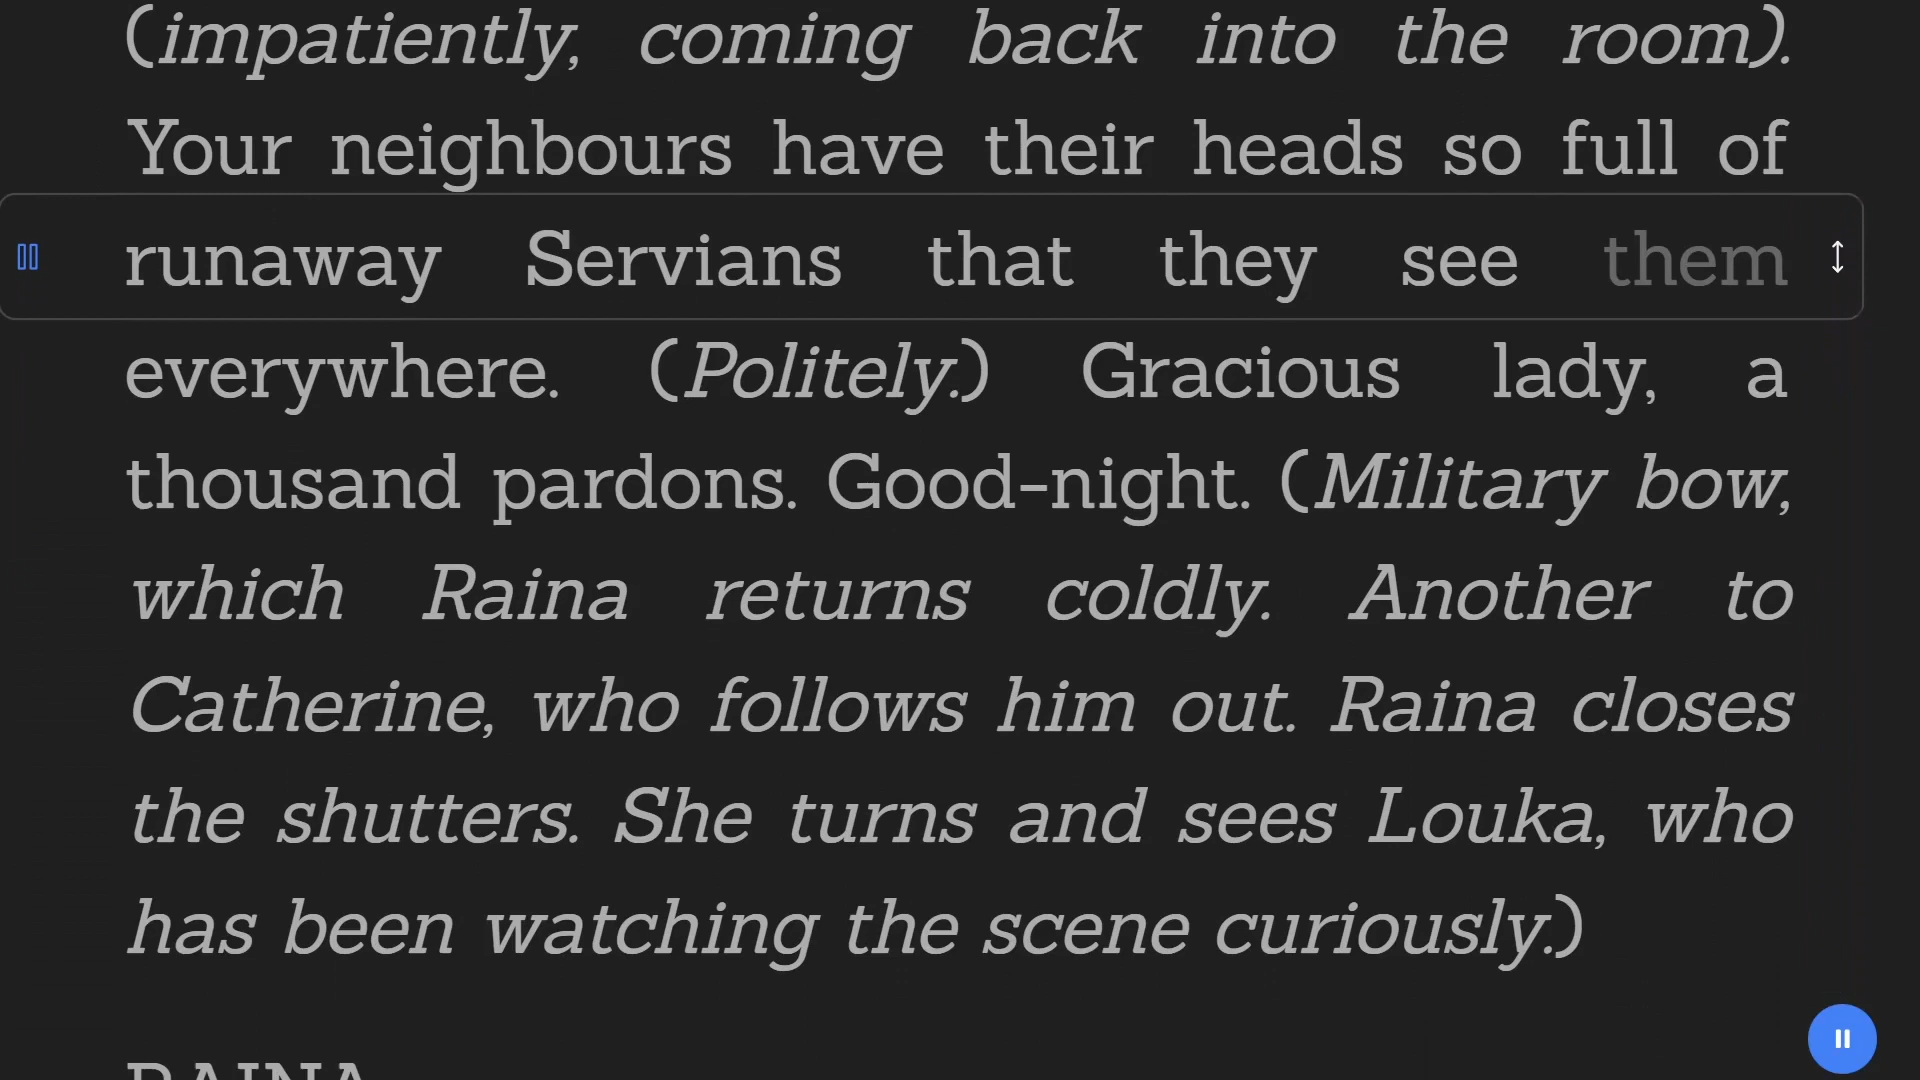 (impatiently, coming back into the room).
Your neighbours have their heads so full of
runaway Servians that they see them
everywhere. (Politely.) Gracious lady, a
thousand pardons. Good-night. (Military bow,
which Raina returns coldly. Another to
Catherine, who follows him out. Raina closes
the shutters. She turns and sees Louka, who
has been watching the scene curiously.)
RAINA